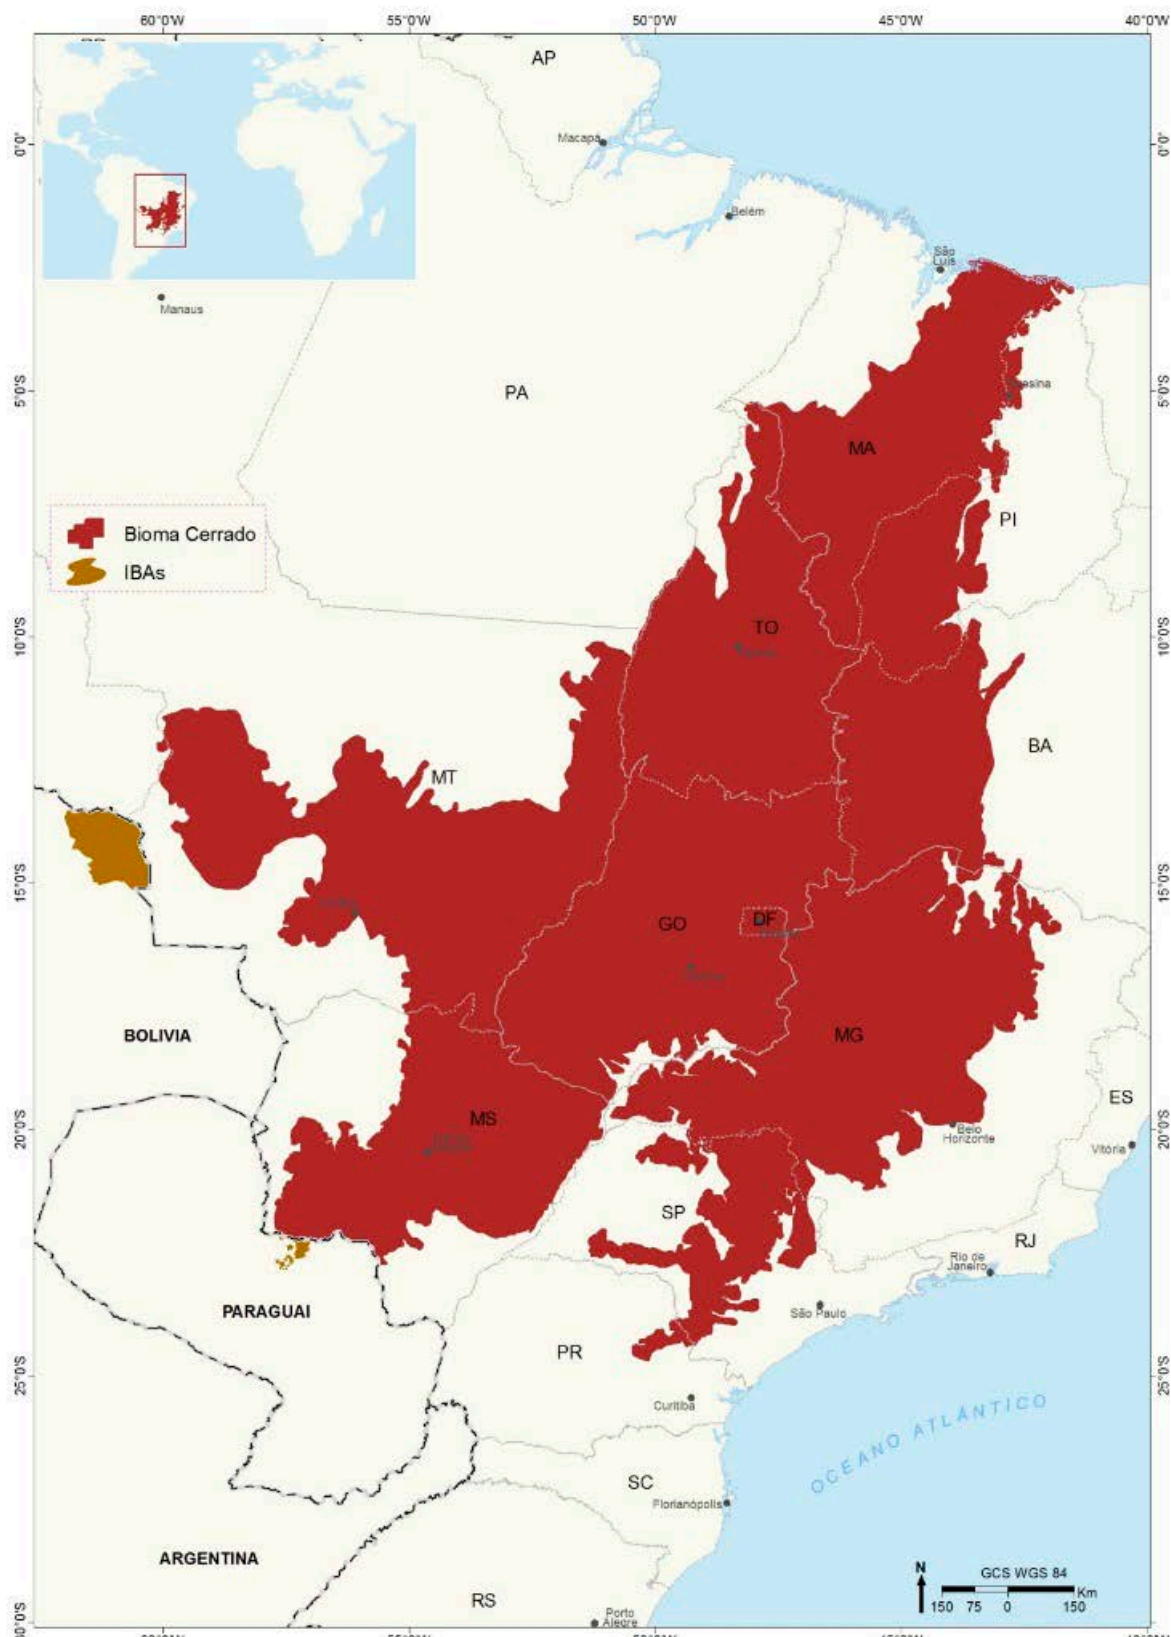 60°0'W
55°0'W
50°0'W
45°0'W
40°0'W
AP
Macapá
0°0'
0°0'
Belém
São
Luís
Manaus
5°0'S
PA
5°0'S
MA
Bioma Cerrado
IBAs
PI
TO
10°0'S
10°0'S
BA
MT
15°0'S
15°0'S
GO
DF
BOLIVIA
MG
MS
ES
20°0'S
20°0'S
Belo
Horizonte
Vitória
SP
RJ
Rio de
Janeiro
PARAGUAI
São Paulo
PR
25°0'S
25°0'S
Curitiba
OCEANO ATLÂNTICO
SC
Florianópolis
ARGENTINA
N
GCS WGS 84
Km
150 75 0 150
RS
Porto
Alegre